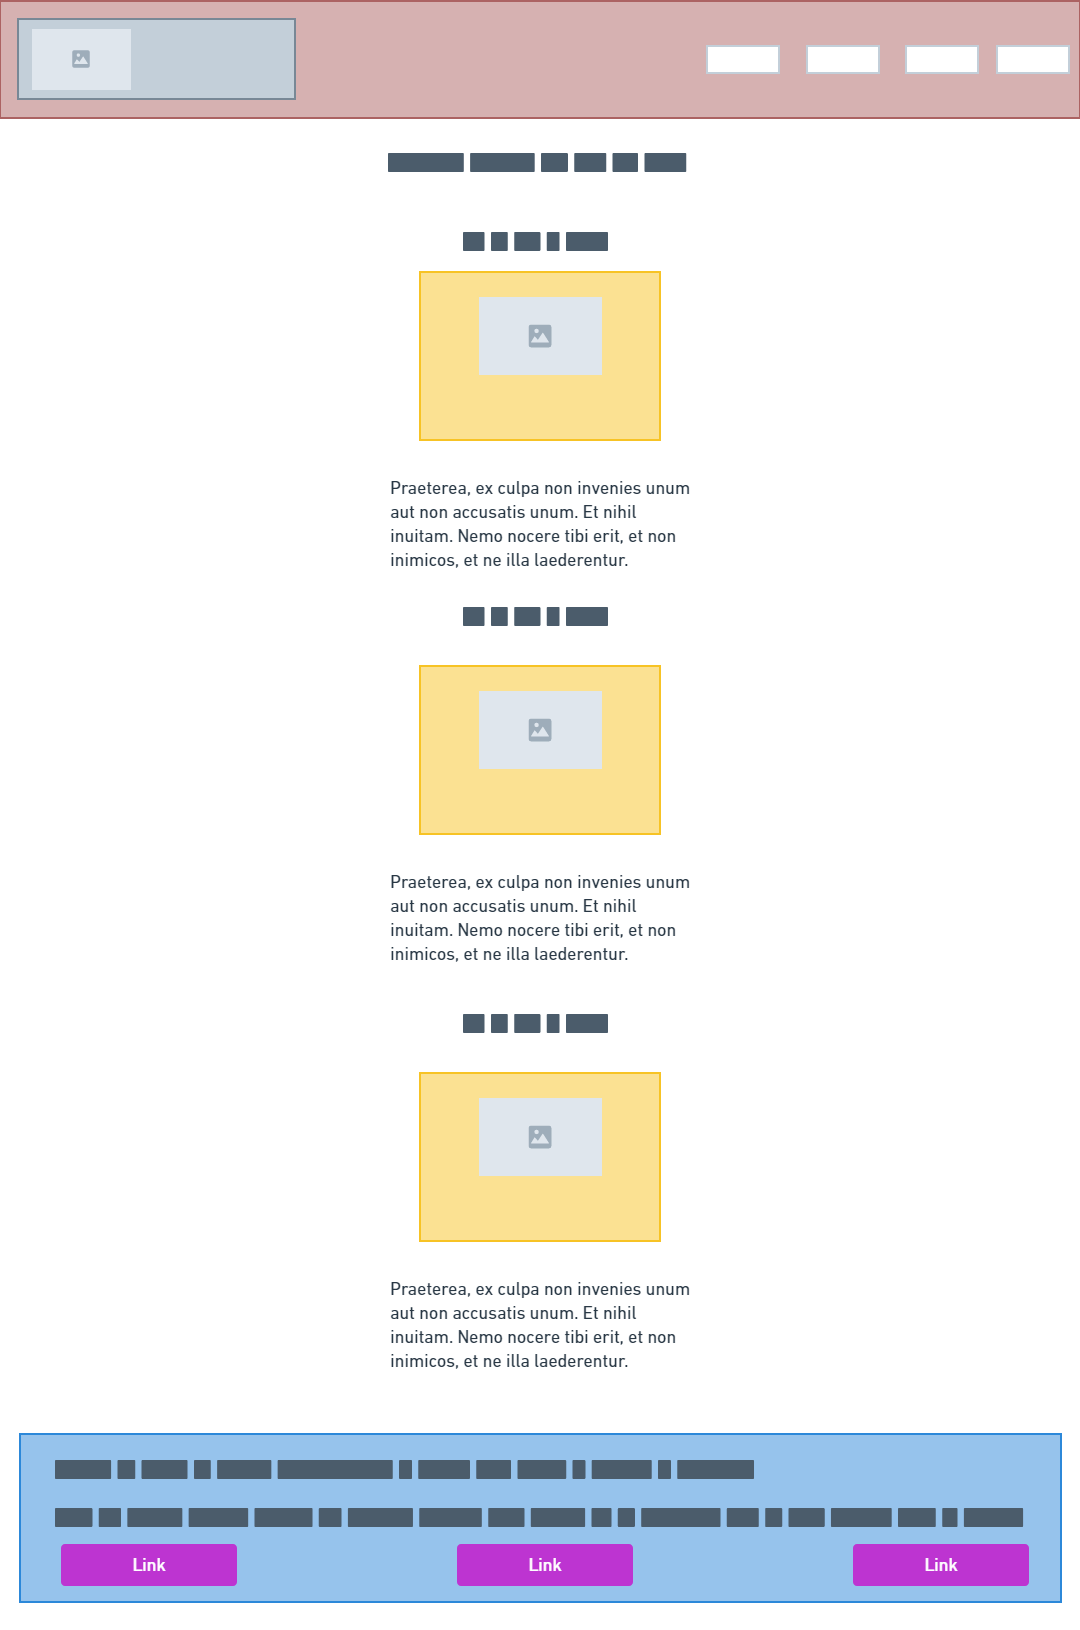 Praeterea, ex culpa non invenies unum
aut non accusatis unum. Et nihil
inuitam. Nemo nocere tibi erit, et non
inimicos, et ne illa laederentur.
Praeterea, ex culpa non invenies unum
aut non accusatis unum. Et nihil
inuitam. Nemo nocere tibi erit, et non
inimicos, et ne illa laederentur.
Praeterea, ex culpa non invenies unum
aut non accusatis unum. Et nihil
inuitam. Nemo nocere tibi erit, et non
inimicos, et ne illa laederentur.
Link
Link
Link